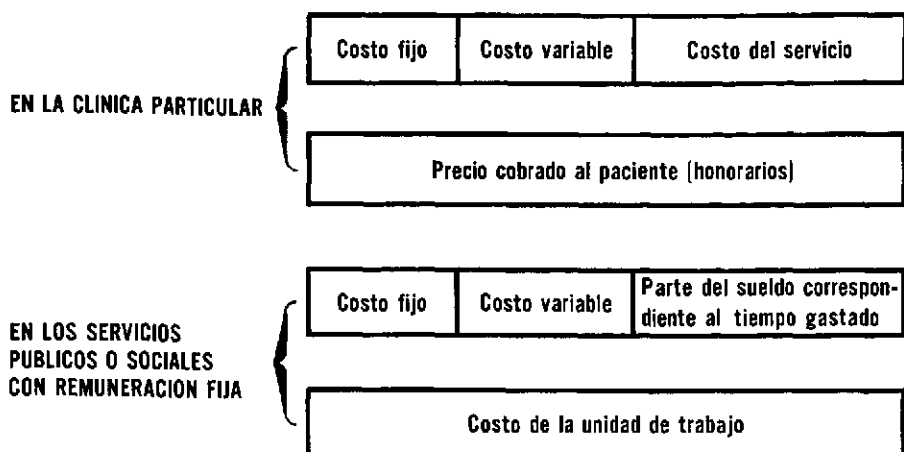 Costo fijo Costo variable Costo del servicio
EN LA CLINICA PARTICULAR
Precio cobrado al paciente (honorarios)
Costo fijo Costo variable Parte del sueldo correspon-
diente al tiempo gastado
EN LOS SERVICIOS
PUBLICOS O SOCIALES
CON REMUNERACION FIJA
Costo de la unidad de trabajo